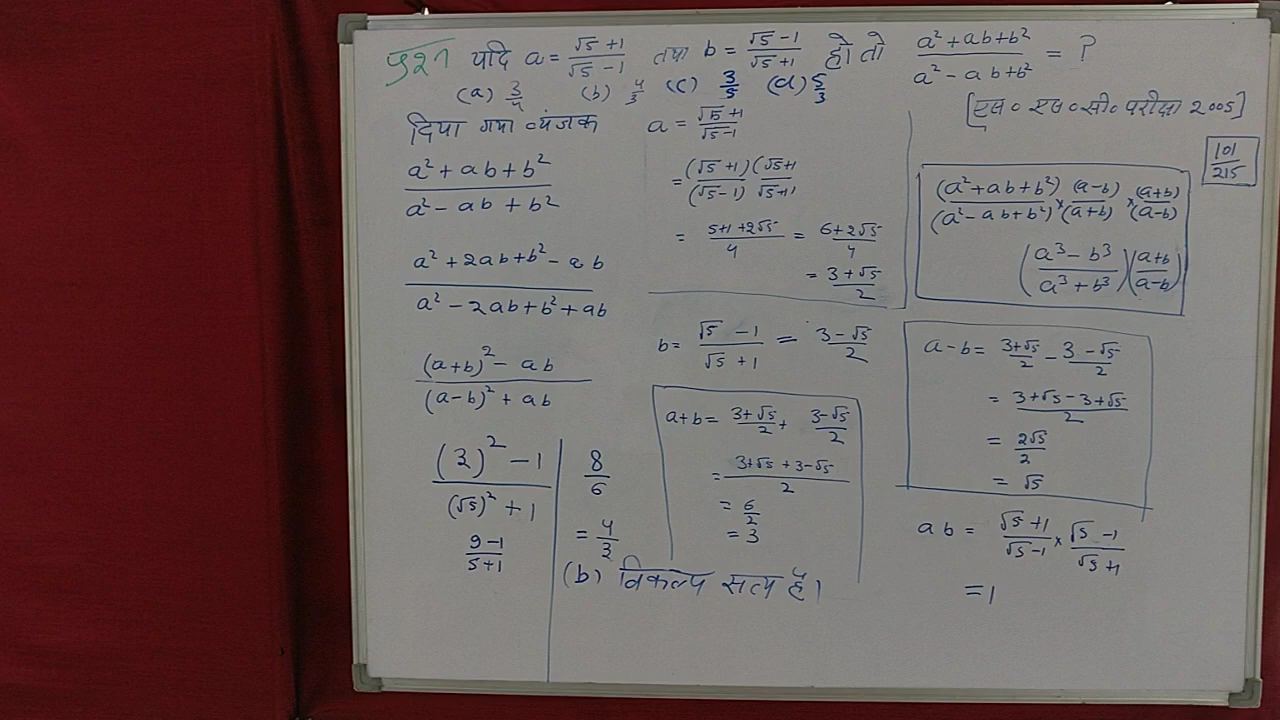 प्रश्न यदि a = √5+1/√5-1 तथा b = √5-1/√5+1 हो तो a²+ab+b²/a²-ab+b² = ?
(a) 3/4 (b) 4/3 (c) 3/5 (d) 5/3
[एस० एस० सी० परीक्षा 2005]
101/215
दिया गया व्यंजक
a²+ab+b²/a²-ab+b²
a²+2ab+b²-ab/a²-2ab+b²+ab
(a+b)²-ab/(a-b)²+ab
(3)²-1/(√5)²+1
9-1/5+1
8/6
= 4/3
(b) विकल्प सत्य है।
a = √5+1/√5-1
= (√5+1)(√5+1/(√5-1) √5+1
= 5+1+2√5/4 = 6+2√5/4
= 3+√5/2
b = √5-1/√5+1 = 3-√5/2
a+b = 3+√5/2 + 3-√5/2
= 3+√5+3-√5/2
= 6/2
= 3
(a²+ab+b²)/(a²-ab+b²) × (a-b)/(a+b) × (a+b)/(a-b)
(a³-b³/a³+b³)(a+b/a-b)
a-b = 3+√5/2 - 3-√5/2
= 3+√5-3+√5/2
= 2√5/2
= √5
ab = √5+1/√5-1 × √5-1/√5+1
= 1